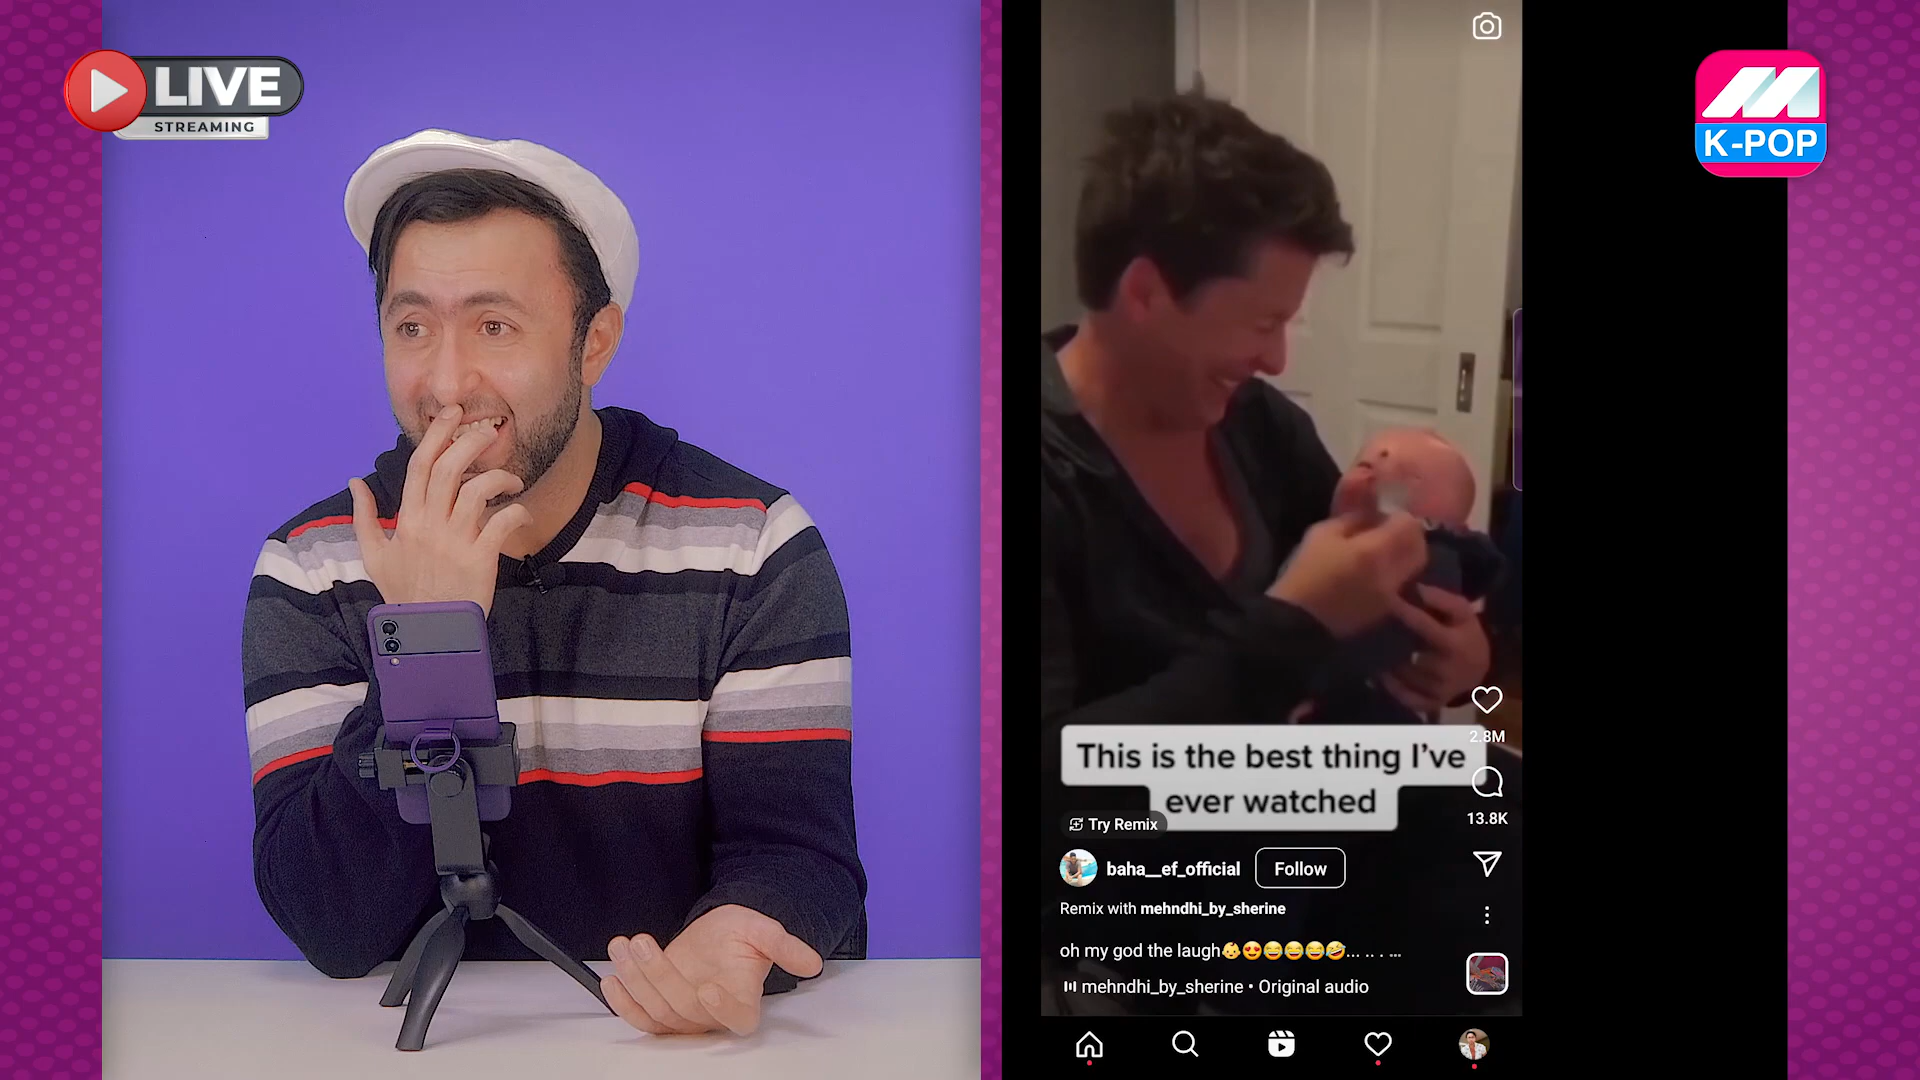 LIVE
STREAMING
K-POP
This is the best thing I've
ever watched
2.8M
13.8K
Try Remix
baha__ef_official
Follow
Remix with mehndhi_by_sherine
oh my god the laugh👶😍😂😂😂🤣... .. . ...
mehndhi_by_sherine • Original audio